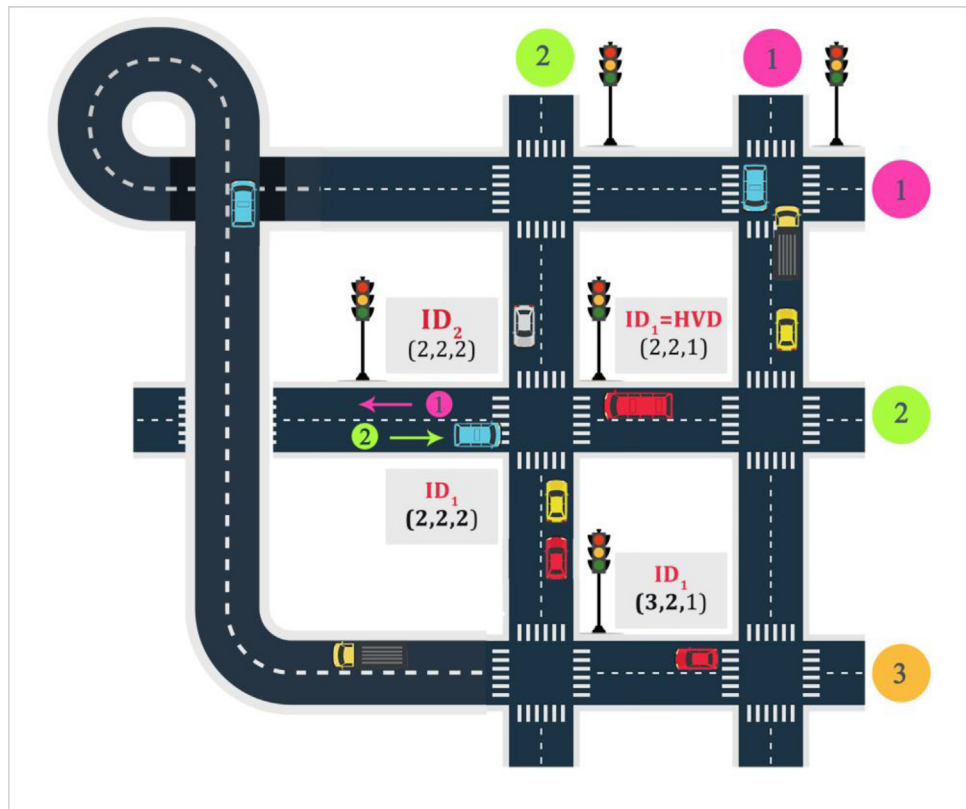 2
1
1
ID₂
(2,2,2)
ID₁=HVD
(2,2,1)
1
2
2
ID₁
(2,2,2)
ID₁
(3,2,1)
3